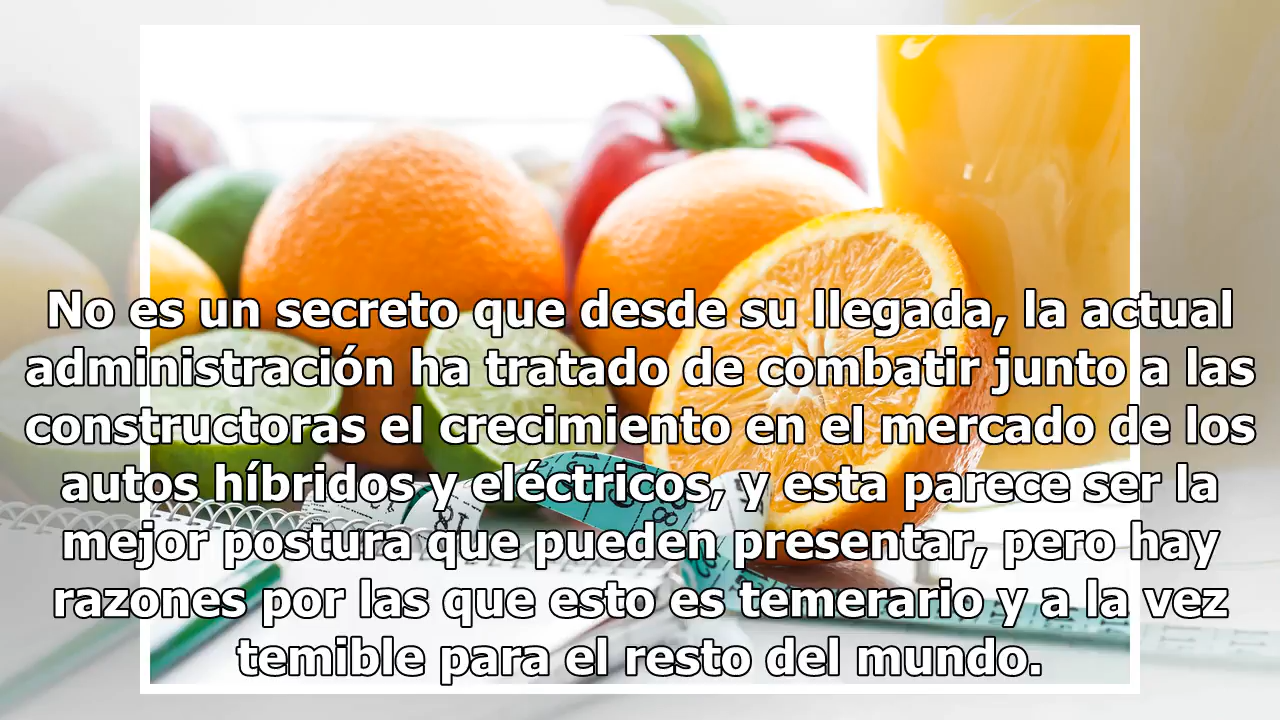 No es un secreto que desde su llegada, la actual
administración ha tratado de combatir junto a las
constructoras el crecimiento en el mercado de los
autos híbridos y eléctricos, y esta parece ser la
mejor postura que pueden presentar, pero hay
razones por las que esto es temerario y a la vez
temible para el resto del mundo.